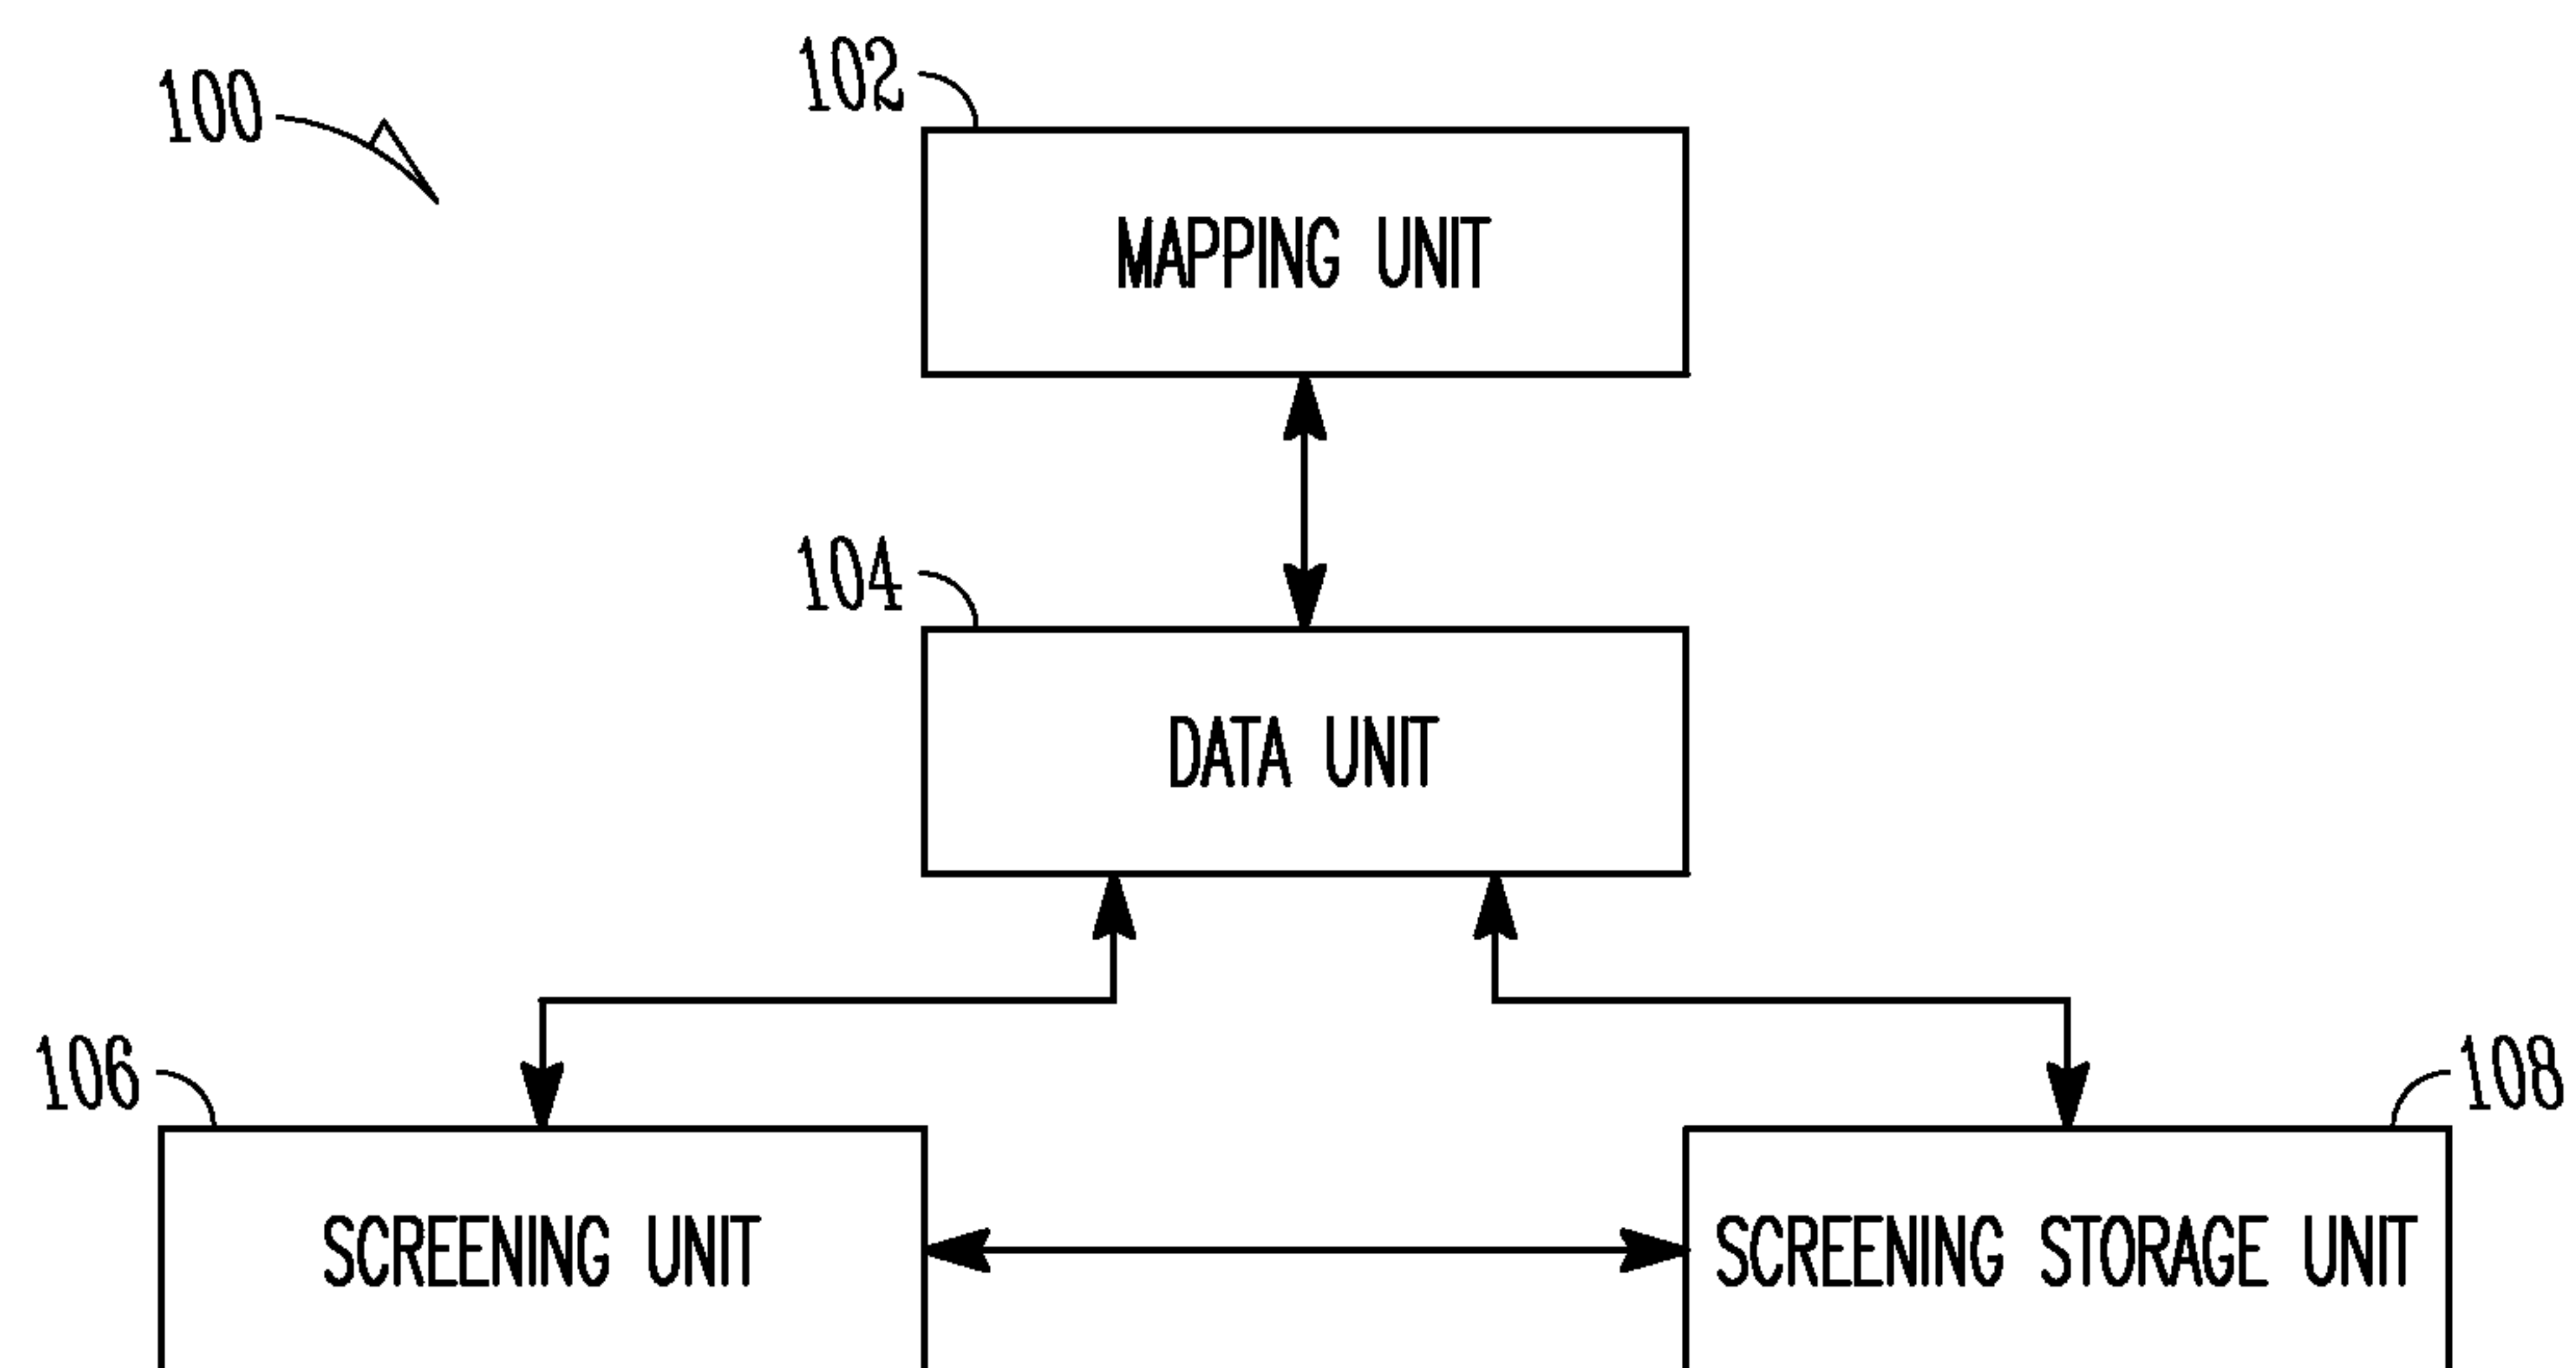 100
102
MAPPING UNIT
104
DATA UNIT
106
108
SCREENING UNIT
SCREENING STORAGE UNIT